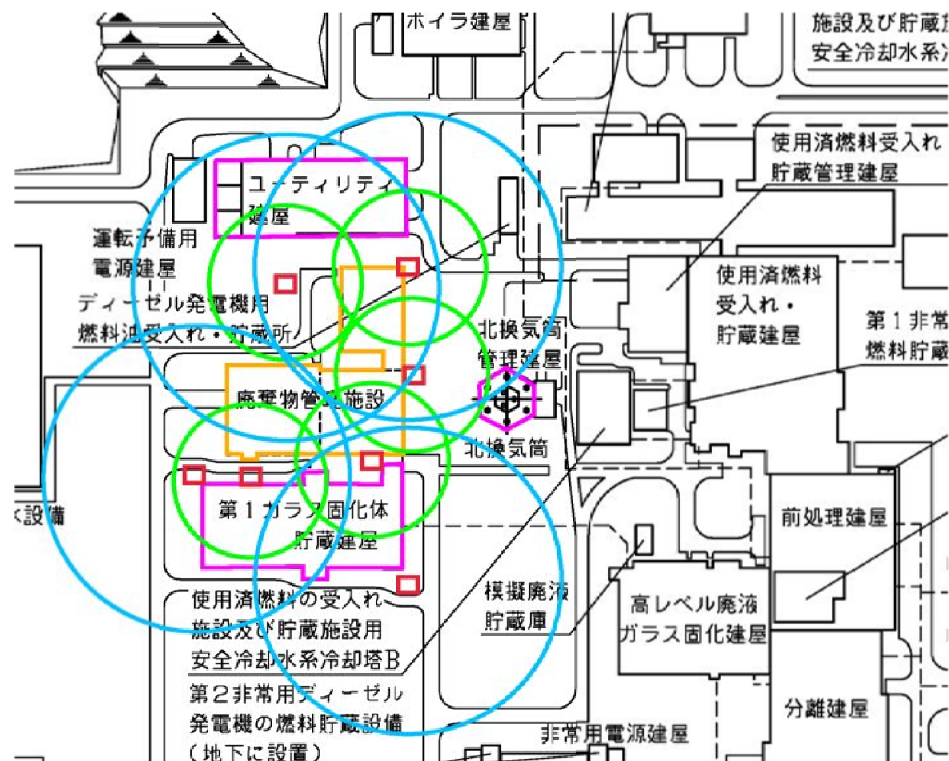 ボイラ建屋
施設及び貯蔵
安全冷却水系
使用済燃料受入れ
貯蔵管理建屋
ユーティリティ
建屋
運転予備用
電源建屋
ディーゼル発電機用
燃料油受入れ・貯蔵所
使用済燃料
受入れ・
貯蔵建屋
第1非常
燃料貯蔵
北換気筒
管理建屋
廃棄物管理施設
北換気筒
水設備
第1ガラス固化体
貯蔵建屋
前処理建屋
模擬廃液
貯蔵庫
高レベル廃液
ガラス固化建屋
使用済燃料の受入れ
施設及び貯蔵施設用
安全冷却水系冷却塔B
第2非常用ディーゼル
発電機の燃料貯蔵設備
(地下に設置)
非常用電源建屋
分離建屋